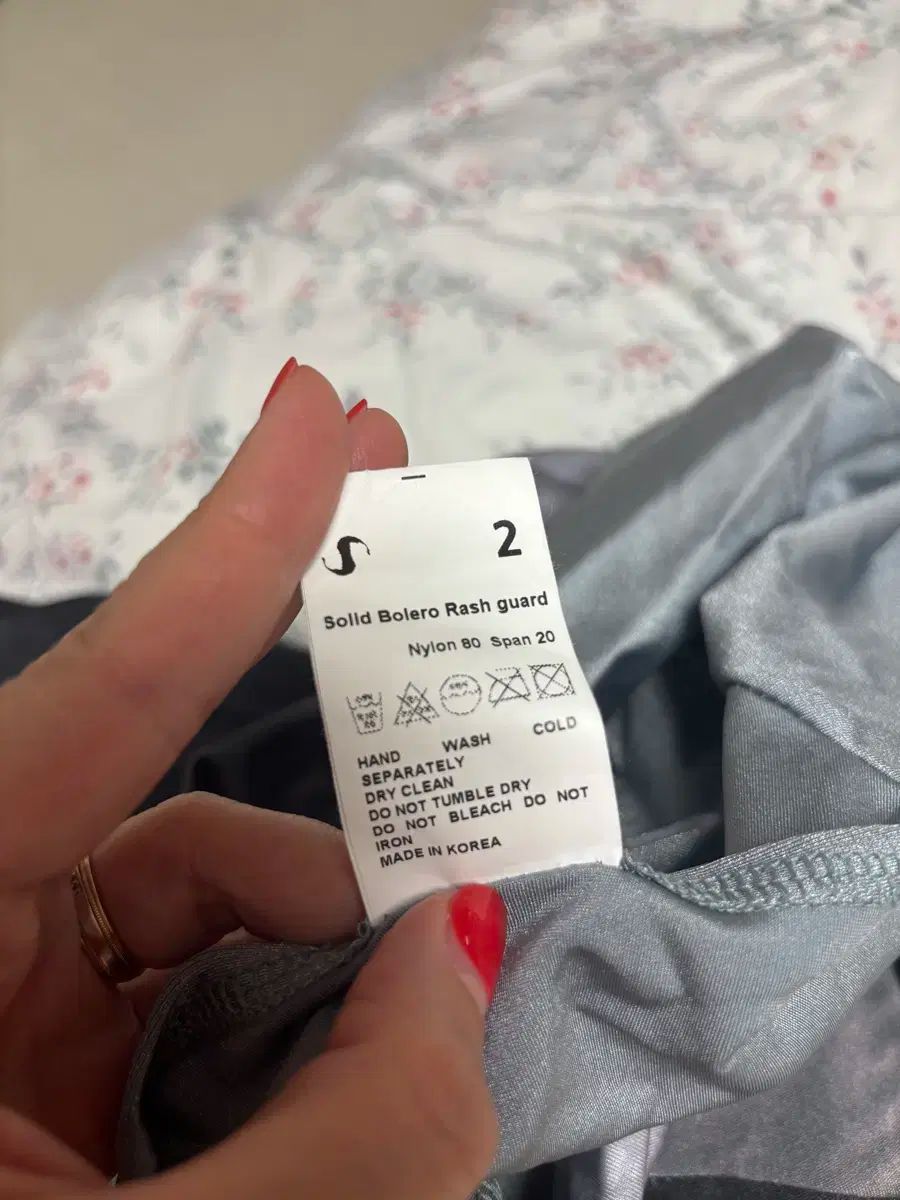 S 2
Solid Bolero Rash guard
Nylon 80 Span 20
HAND WASH COLD
SEPARATELY
DRY CLEAN
DO NOT TUMBLE DRY
DO NOT BLEACH DO NOT
IRON
MADE IN KOREA